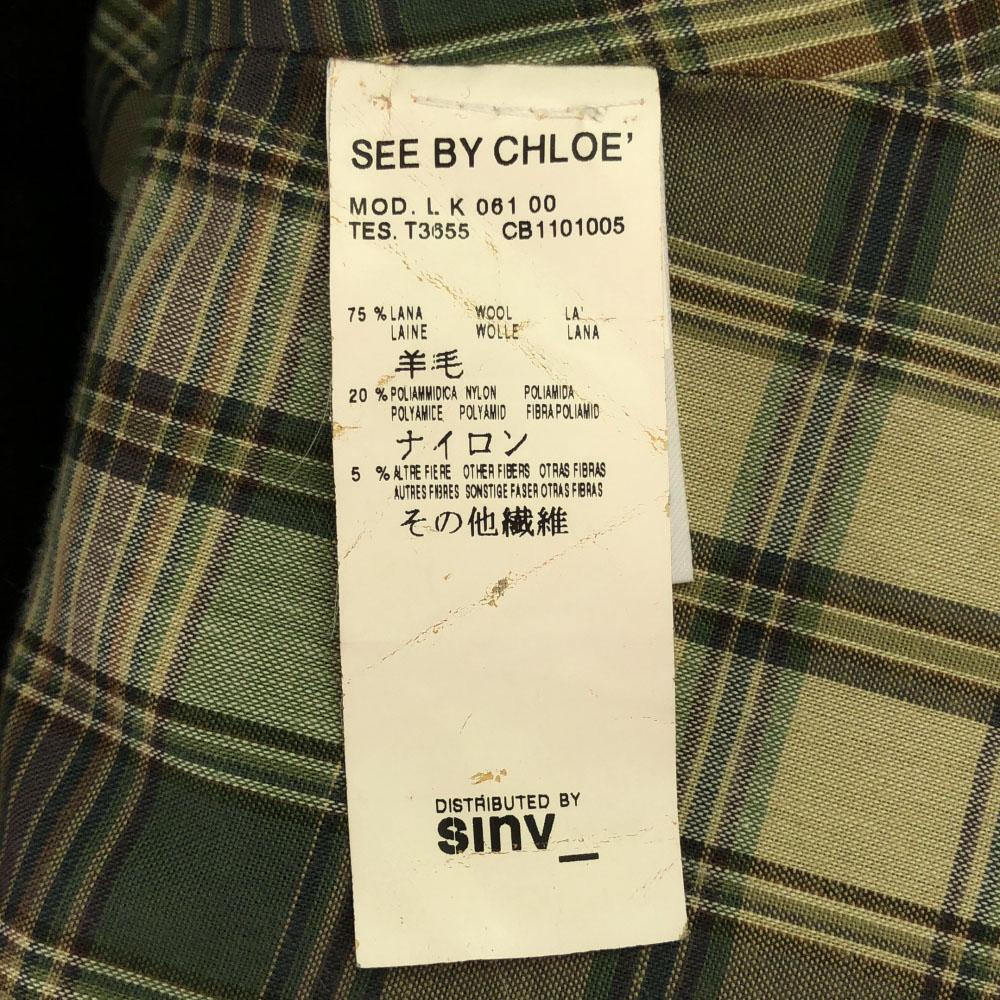 SEE BY CHLOE'
MOD. L K 061 00
TES. T3655 CB1101005
75 % LANA WOOL LA'
LAINE WOLLE LANA
羊毛
20 % POLIAMMIDICA NYLON POLIAMIDA
POLYAMICE POLYAMID FIBRA POLIAMID
ナイロン
5 % ALTRE FIERE OTHER FIBERS OTRAS FIBRAS
AUTRES FIBRES SONSTIGE FASER OTRAS FIBRAS
その他繊維
DISTRIBUTED BY
sinv_